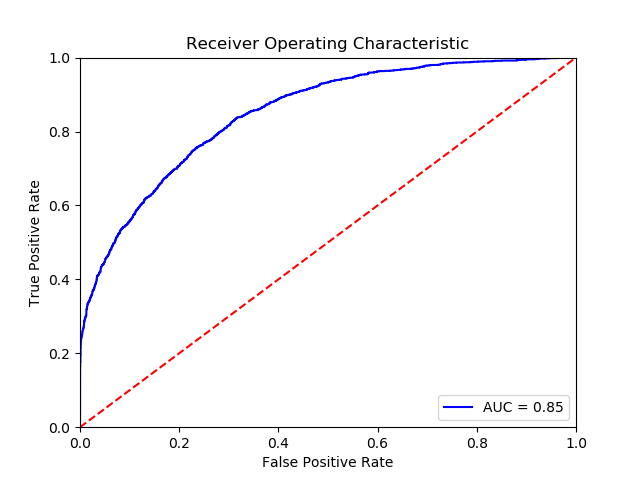 Receiver Operating Characteristic
1.0
0.8
0.6
0.4
0.2
0.0
True Positive Rate
AUC = 0.85
0.0 0.2 0.4 0.6 0.8 1.0
False Positive Rate